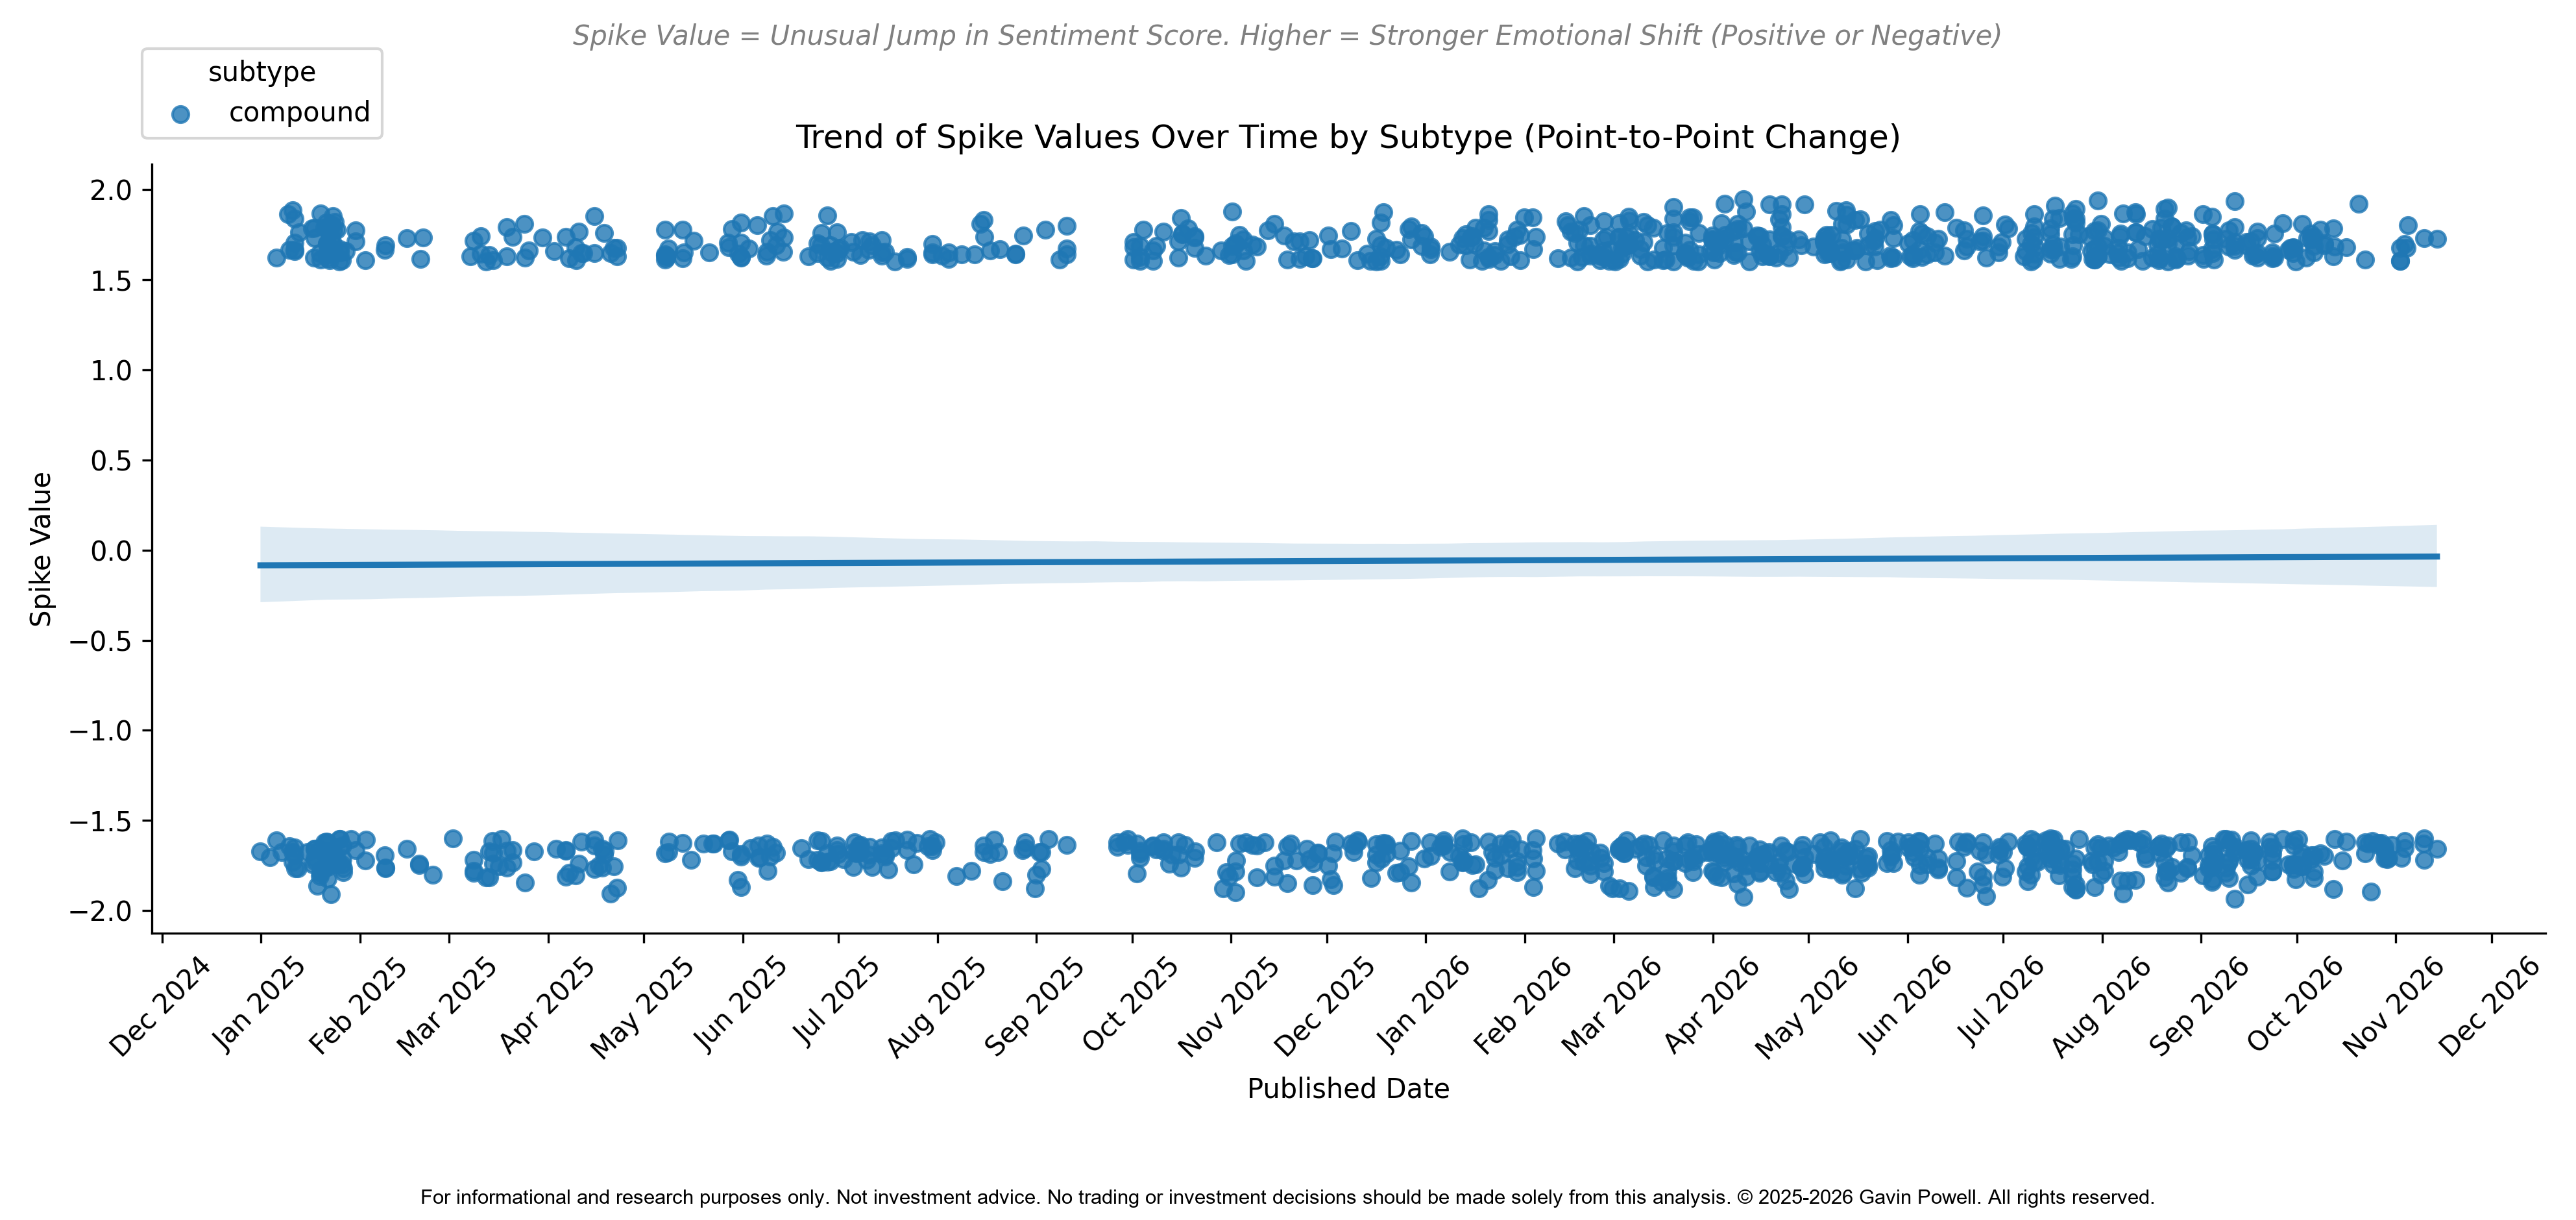 Spike Value = Unusual Jump in Sentiment Score. Higher = Stronger Emotional Shift (Positive or Negative)
subtype
compound
Trend of Spike Values Over Time by Subtype (Point-to-Point Change)
Spike Value
2.0
1.5
1.0
0.5
0.0
−0.5
−1.0
−1.5
−2.0
Dec 2024
Jan 2025
Feb 2025
Mar 2025
Apr 2025
May 2025
Jun 2025
Jul 2025
Aug 2025
Sep 2025
Oct 2025
Nov 2025
Dec 2025
Jan 2026
Feb 2026
Mar 2026
Apr 2026
May 2026
Jun 2026
Jul 2026
Aug 2026
Sep 2026
Oct 2026
Nov 2026
Dec 2026
Published Date
For informational and research purposes only. Not investment advice. No trading or investment decisions should be made solely from this analysis. © 2025-2026 Gavin Powell. All rights reserved.